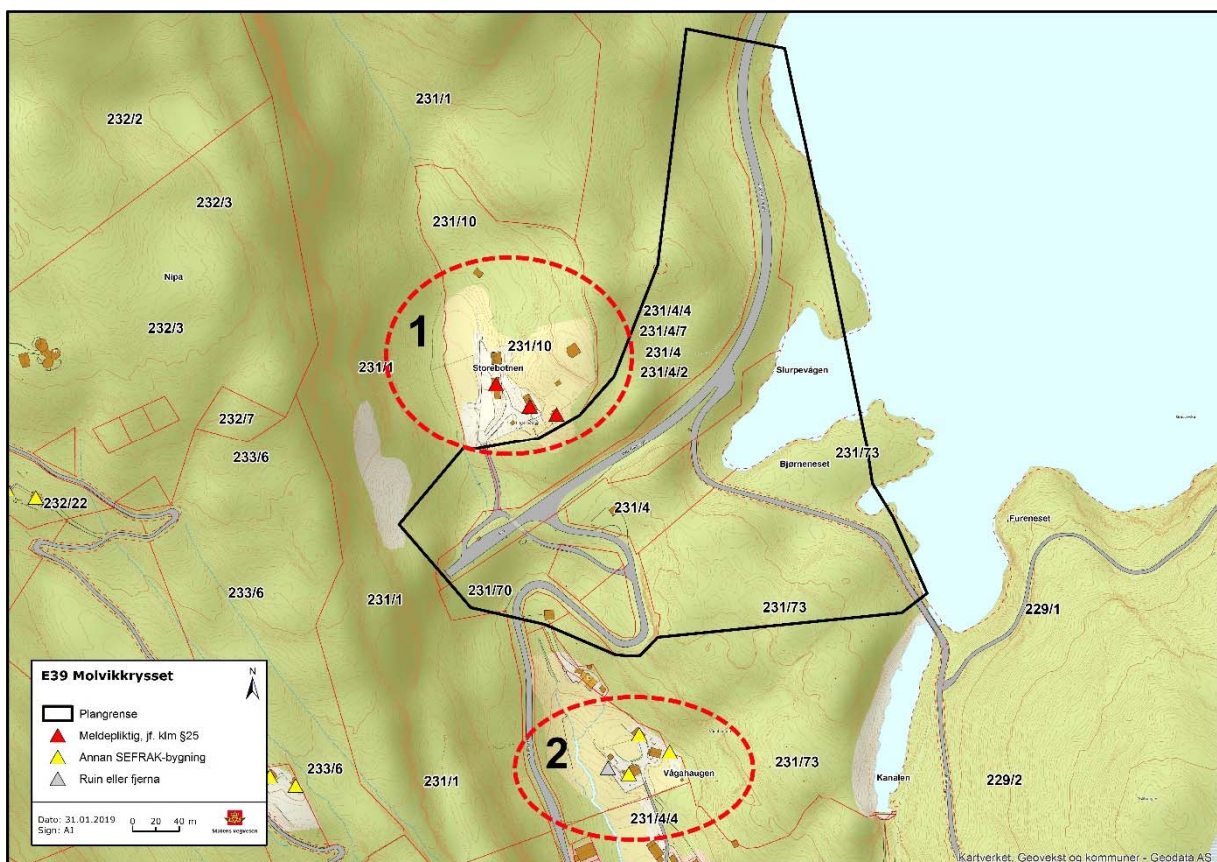 231/1
232/2
232/3
231/10
Nipa
232/3
231/4/4
231/4/7
231/4
231/4/2
1
231/10
Storebotnen
231/1
Slurpevågen
232/7
233/6
Bjørneneset
231/73
232/22
231/4
Fureneset
233/6
231/1
231/70
231/73
229/1
E39 Molvikkrysset
N
Plangrense
Meldepliktig, jf. klm §25
Annan SEFRAK-bygning
Ruin eller fjerna
Dato: 31.01.2019
Sign: AJ
0 20 40 m
Statens vegvesen
233/6
231/1
2
Vågahaugen
231/73
Kanalen
229/2
231/4/4
Kartverket, Geovekst og kommuner - Geodata AS